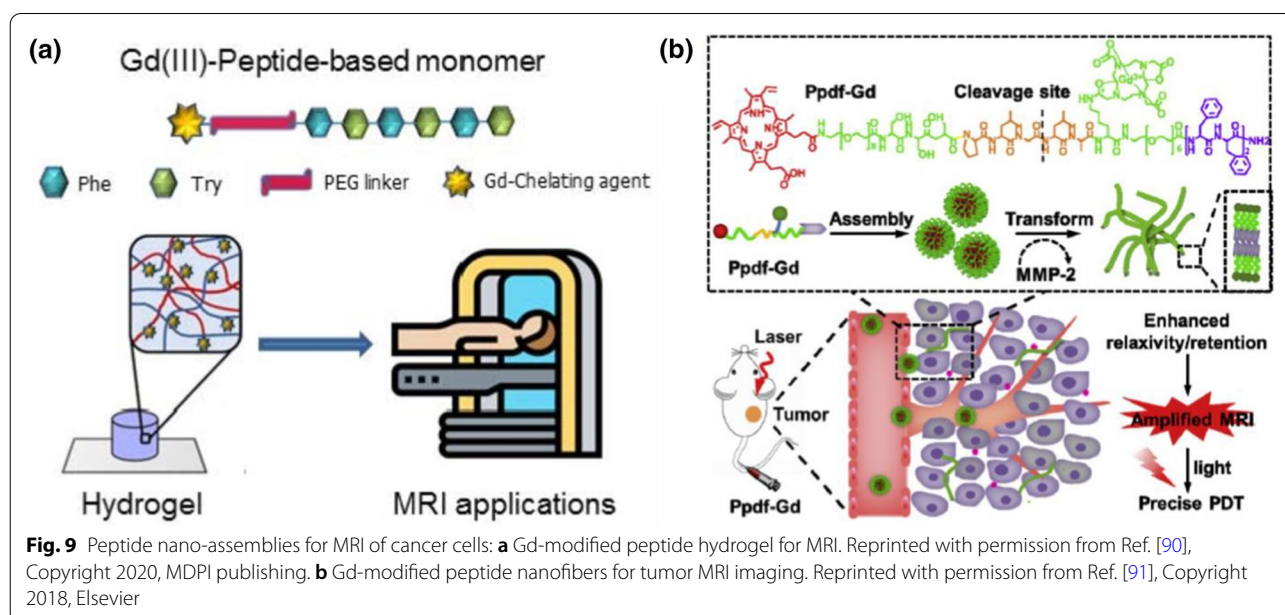 (a)
Gd(III)-Peptide-based monomer
Phe
Try
PEG linker
Gd-Chelating agent
Hydrogel
MRI applications
(b)
Ppdf-Gd
Cleavage site
Ppdf-Gd
Assembly
Transform
MMP-2
Laser
Tumor
Ppdf-Gd
Enhanced
relaxivity/retention
Amplified MRI
light
Precise PDT
Fig. 9 Peptide nano-assemblies for MRI of cancer cells: a Gd-modified peptide hydrogel for MRI. Reprinted with permission from Ref. [90],
Copyright 2020, MDPI publishing. b Gd-modified peptide nanofibers for tumor MRI imaging. Reprinted with permission from Ref. [91], Copyright
2018, Elsevier